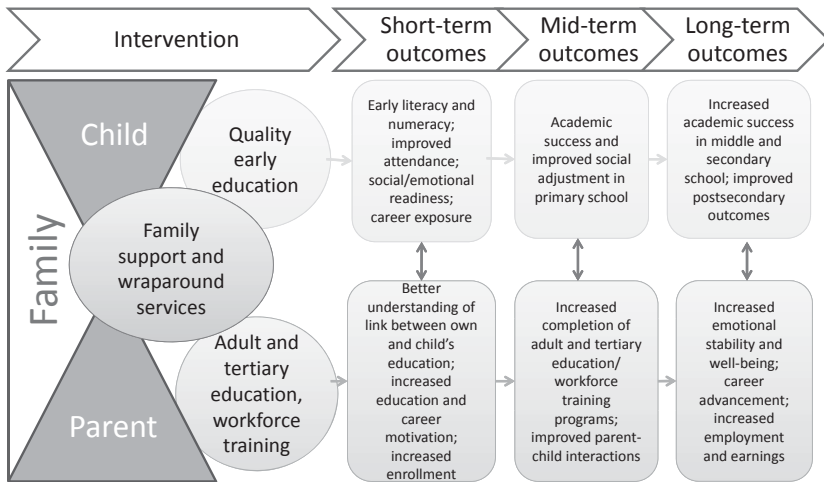 Intervention
Short-term
outcomes
Mid-term
outcomes
Long-term
outcomes
Family
Child
Quality
early
education
Early literacy and
numeracy;
improved
attendance;
social/emotional
readiness;
career exposure
Academic
success and
improved social
adjustment in
primary school
Increased
academic success
in middle and
secondary
school; improved
postsecondary
outcomes
Family
support and
wraparound
services
Parent
Adult and
tertiary
education,
workforce
training
Better
understanding of
link between own
and child's
education;
increased
education and
career
motivation;
increased
enrollment
Increased
completion of
adult and tertiary
education/
workforce
training
programs;
improved parent-
child interactions
Increased
emotional
stability and
well-being;
career
advancement;
increased
employment
and earnings